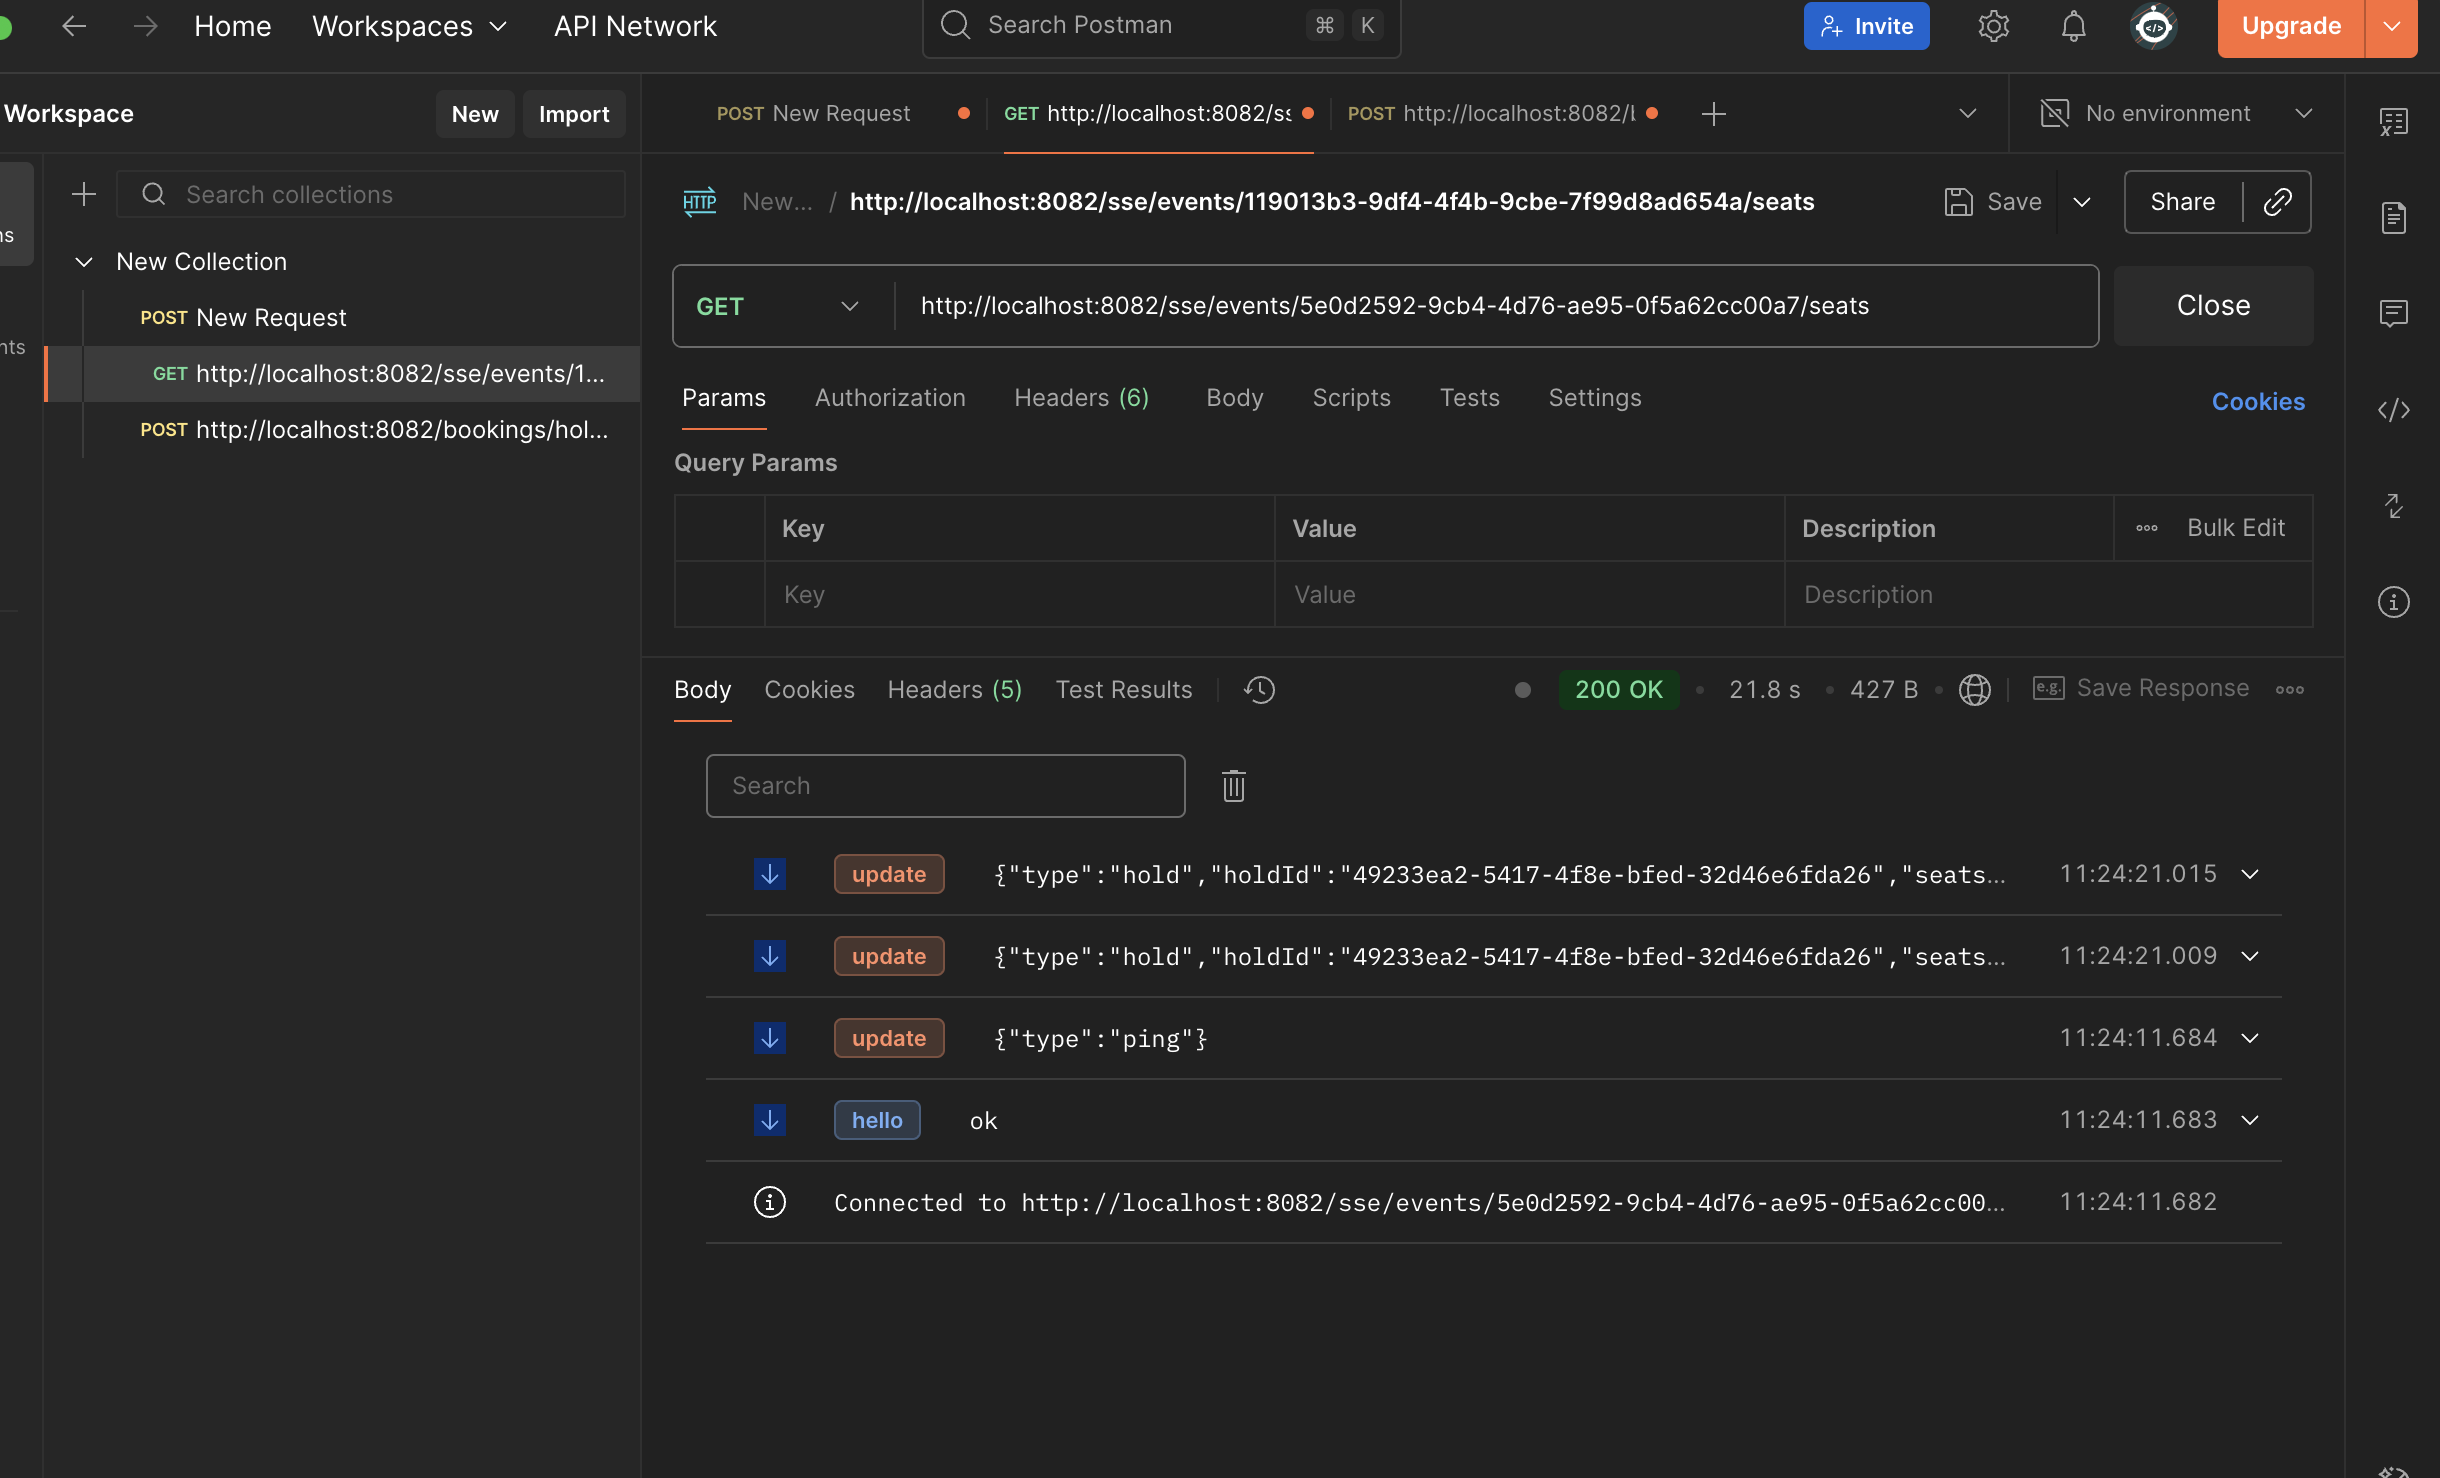 Home Workspaces API Network Search Postman ⌘ K Invite Upgrade
Workspace New Import POST New Request GET http://localhost:8082/ss POST http://localhost:8082/b No environment
Search collections
ns
New Collection
POST New Request
nts
GET http://localhost:8082/sse/events/1...
POST http://localhost:8082/bookings/hol...
HTTP New... / http://localhost:8082/sse/events/119013b3-9df4-4f4b-9cbe-7f99d8ad654a/seats Save Share
GET http://localhost:8082/sse/events/5e0d2592-9cb4-4d76-ae95-0f5a62cc00a7/seats Close
Params Authorization Headers (6) Body Scripts Tests Settings Cookies
Query Params
Key Value Description Bulk Edit
Key Value Description
Body Cookies Headers (5) Test Results 200 OK 21.8 s 427 B e.g. Save Response
Search
update {"type":"hold","holdId":"49233ea2-5417-4f8e-bfed-32d46e6fda26","seats... 11:24:21.015
update {"type":"hold","holdId":"49233ea2-5417-4f8e-bfed-32d46e6fda26","seats... 11:24:21.009
update {"type":"ping"} 11:24:11.684
hello ok 11:24:11.683
Connected to http://localhost:8082/sse/events/5e0d2592-9cb4-4d76-ae95-0f5a62cc00... 11:24:11.682